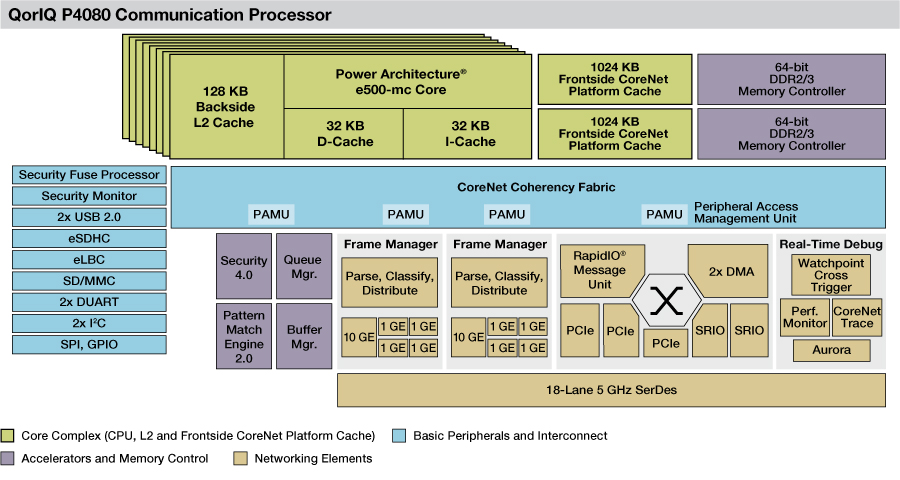 QorIQ P4080 Communication Processor
128 KB
Backside
L2 Cache
Power Architecture®
e500-mc Core
32 KB
D-Cache
32 KB
I-Cache
1024 KB
Frontside CoreNet
Platform Cache
1024 KB
Frontside CoreNet
Platform Cache
64-bit
DDR2/3
Memory Controller
64-bit
DDR2/3
Memory Controller
Security Fuse Processor
Security Monitor
2x USB 2.0
eSDHC
eLBC
SD/MMC
2x DUART
2x I²C
SPI, GPIO
CoreNet Coherency Fabric
PAMU
PAMU
PAMU
PAMU
Peripheral Access
Management Unit
Security
4.0
Queue
Mgr.
Pattern
Match
Engine
2.0
Buffer
Mgr.
Frame Manager
Parse, Classify,
Distribute
10 GE
1 GE
1 GE
1 GE
1 GE
Frame Manager
Parse, Classify,
Distribute
10 GE
1 GE
1 GE
1 GE
1 GE
RapidIO®
Message
Unit
2x DMA
PCIe
PCIe
PCIe
SRIO
SRIO
Real-Time Debug
Watchpoint
Cross
Trigger
Perf.
Monitor
CoreNet
Trace
Aurora
18-Lane 5 GHz SerDes
Core Complex (CPU, L2 and Frontside CoreNet Platform Cache)
Basic Peripherals and Interconnect
Accelerators and Memory Control
Networking Elements